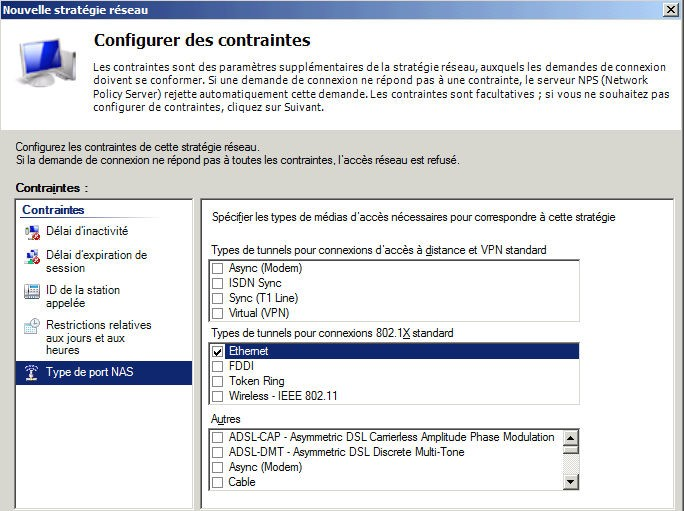 Nouvelle stratégie réseau
Configurer des contraintes
Les contraintes sont des paramètres supplémentaires de la stratégie réseau, auxquels les demandes de connexion
doivent se conformer. Si une demande de connexion ne répond pas à une contrainte, le serveur NPS (Network
Policy Server) rejette automatiquement cette demande. Les contraintes sont facultatives ; si vous ne souhaitez pas
configurer de contraintes, cliquez sur Suivant.
Configurez les contraintes de cette stratégie réseau.
Si la demande de connexion ne répond pas à toutes les contraintes, l'accès réseau est refusé.
Contraintes :
Contraintes
Délai d'inactivité
Délai d'expiration de
session
ID de la station
appelée
Restrictions relatives
aux jours et aux
heures
Type de port NAS
Spécifier les types de médias d'accès nécessaires pour correspondre à cette stratégie
Types de tunnels pour connexions d'accès à distance et VPN standard
Async (Modem)
ISDN Sync
Sync (T1 Line)
Virtual (VPN)
Types de tunnels pour connexions 802.1X standard
Ethernet
FDDI
Token Ring
Wireless - IEEE 802.11
Autres
ADSL-CAP - Asymmetric DSL Carrierless Amplitude Phase Modulation
ADSL-DMT - Asymmetric DSL Discrete Multi-Tone
Async (Modem)
Cable